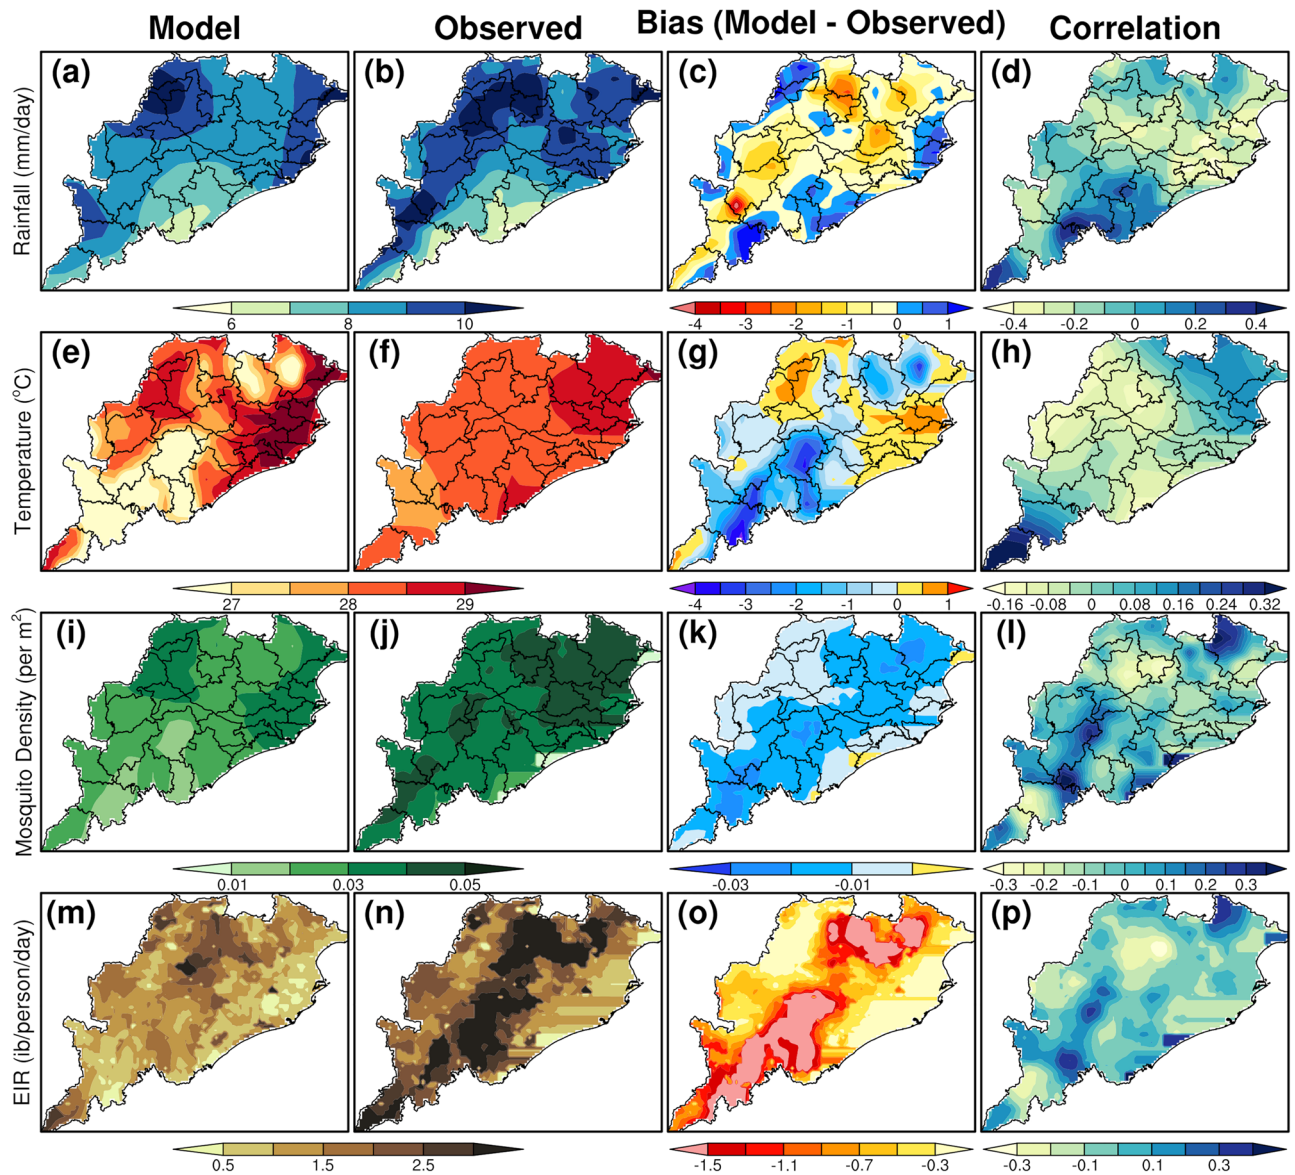 Model Observed Bias (Model - Observed) Correlation
Rainfall (mm/day)
(a) (b) (c) (d)
6 8 10
-4 -3 -2 -1 0 1
-0.4 -0.2 0 0.2 0.4
Temperature (°C)
(e) (f) (g) (h)
27 28 29
-4 -3 -2 -1 0 1
-0.16 -0.08 0 0.08 0.16 0.24 0.32
Mosquito Density (per m²)
(i) (j) (k) (l)
0.01 0.03 0.05
-0.03 -0.01
-0.3 -0.2 -0.1 0 0.1 0.2 0.3
EIR (ib/person/day)
(m) (n) (o) (p)
0.5 1.5 2.5
-1.5 -1.1 -0.7 -0.3
-0.3 -0.1 0.1 0.3